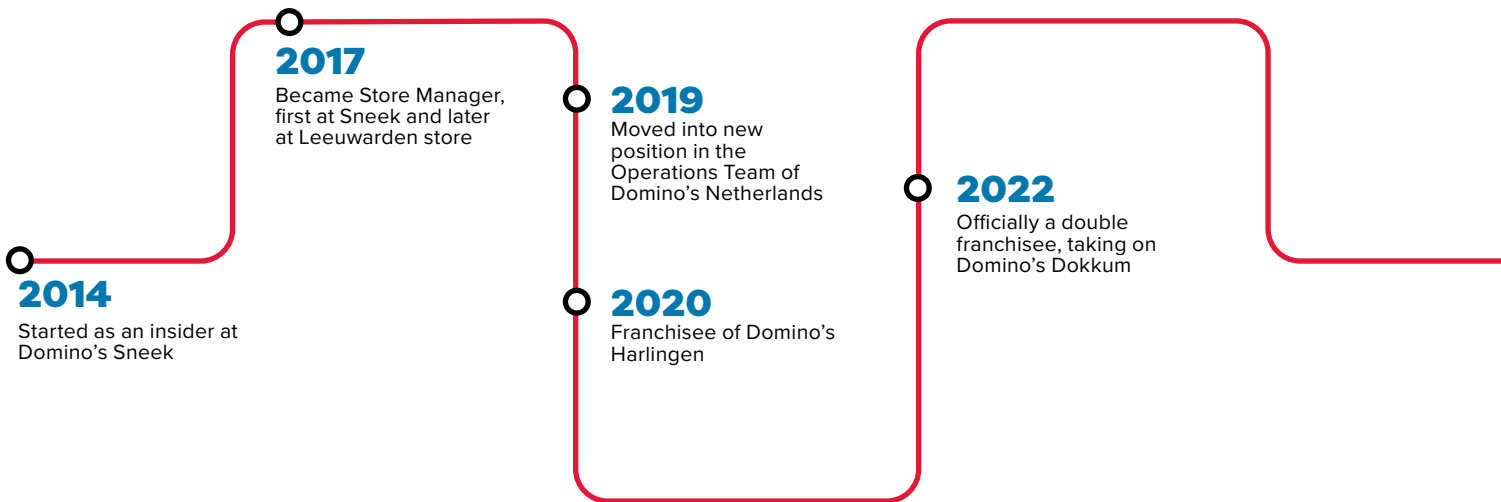 2014
Started as an insider at
Domino’s Sneek
2017
Became Store Manager,
first at Sneek and later
at Leeuwarden store
2019
Moved into new
position in the
Operations Team of
Domino’s Netherlands
2020
Franchisee of Domino’s
Harlingen
2022
Officially a double
franchisee, taking on
Domino’s Dokkum